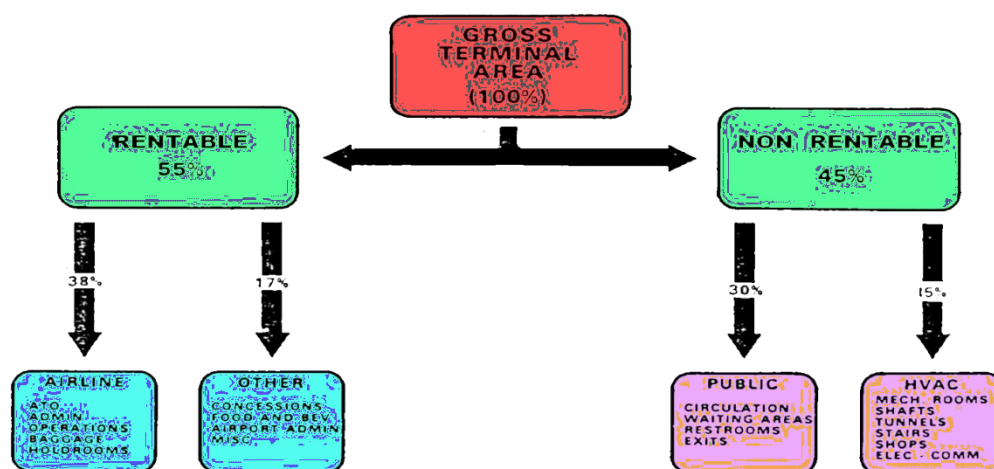 GROSS
TERMINAL
AREA
(100%)
RENTABLE
55%
NON RENTABLE
45%
38%
17%
30%
15%
AIRLINE
ATO
ADMIN
OPERATIONS
BAGGAGE
HOLDROOMS
OTHER
CONCESSIONS
FOOD AND BEV
AIRPORT ADMIN
MISC
PUBLIC
CIRCULATION
WAITING AREAS
RESTROOMS
EXITS
HVAC
MECH. ROOMS
SHAFTS
TUNNELS
STAIRS
SHOPS
ELEC - COMM